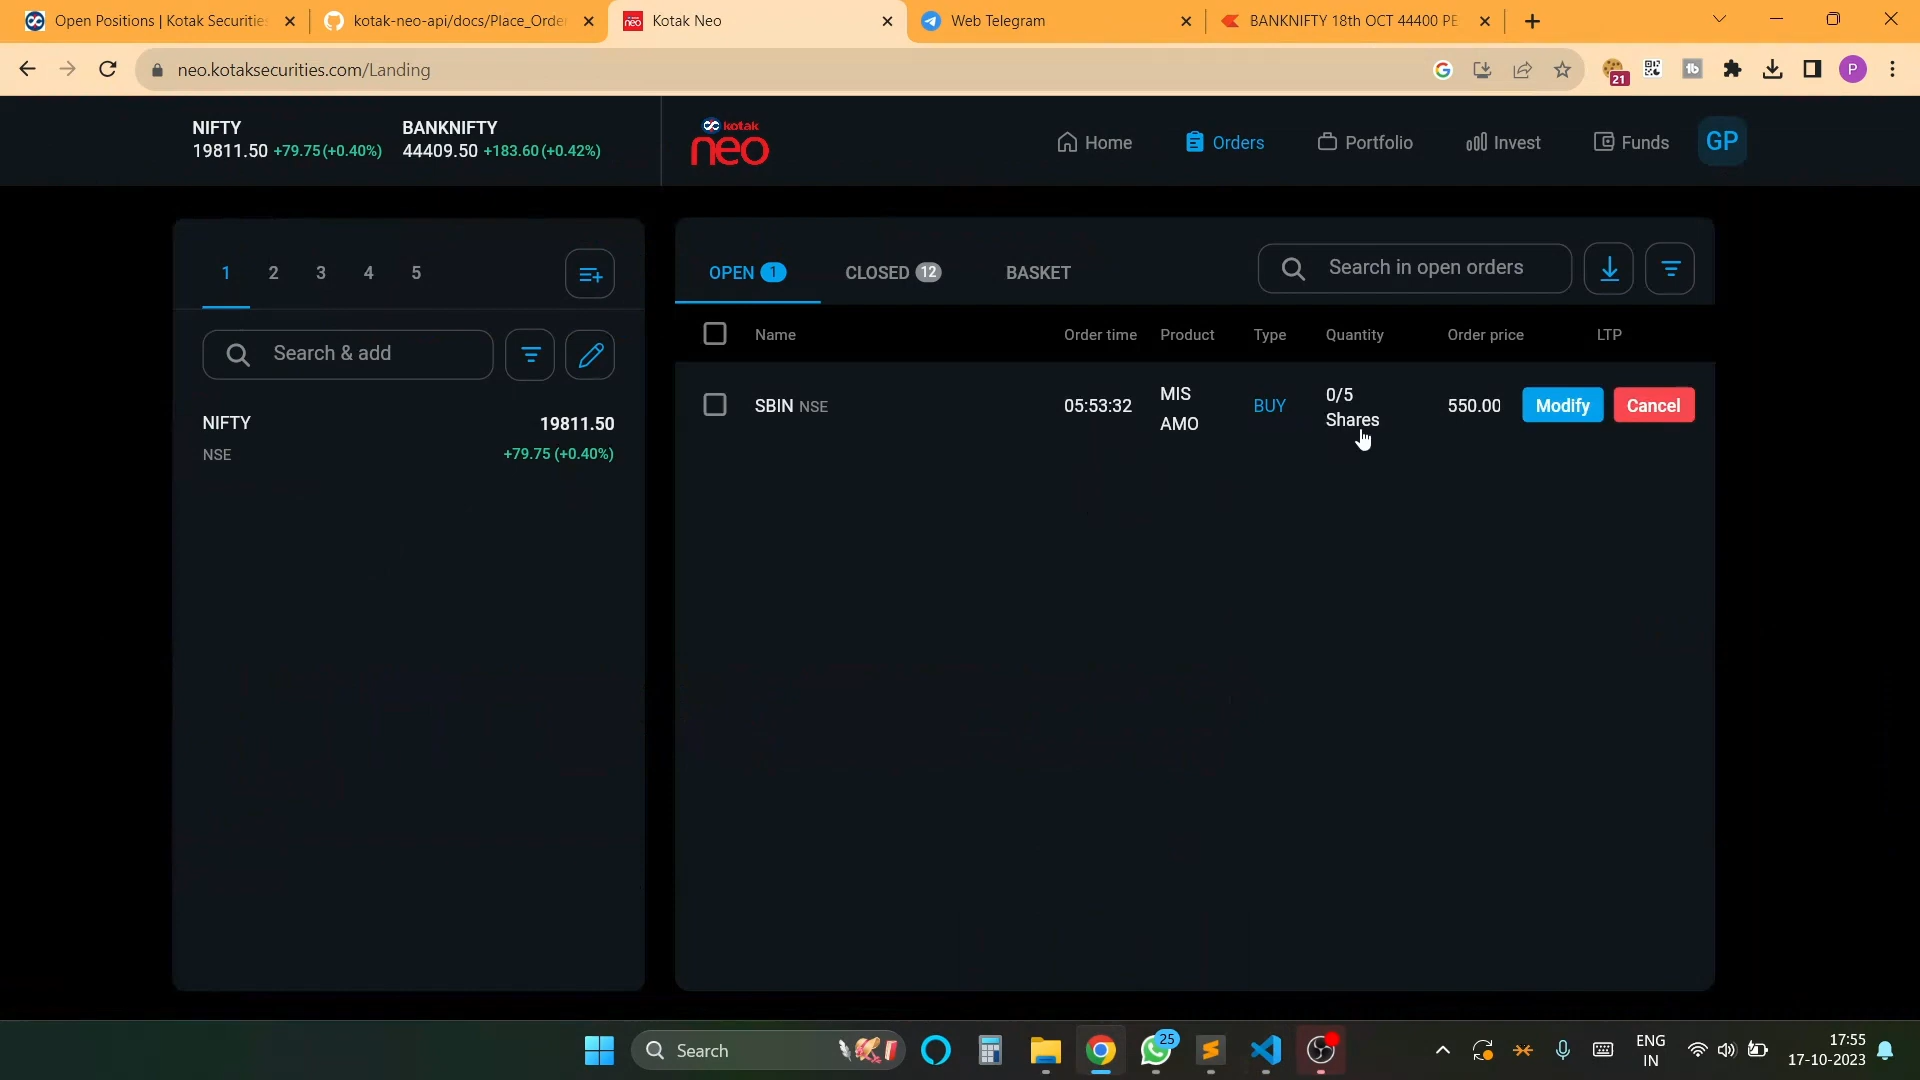 Open Positions | Kotak Securitie
kotak-neo-api/docs/Place_Orde
neo
Kotak Neo
Web Telegram
BANKNIFTY 18th OCT 44400 PE
neo.kotaksecurities.com/Landing
21
P
NIFTY
19811.50 +79.75 (+0.40%)
BANKNIFTY
44409.50 +183.60 (+0.42%)
kotak
neo
Home
Orders
Portfolio
Invest
Funds
GP
1 2 3 4 5
Search & add
NIFTY 19811.50
NSE +79.75 (+0.40%)
OPEN 1 CLOSED 12 BASKET
Search in open orders
Name Order time Product Type Quantity Order price LTP
SBIN NSE 05:53:32 MIS BUY 0/5 550.00 Modify Cancel
AMO Shares
Search
25
ENG
IN
17:55
17-10-2023